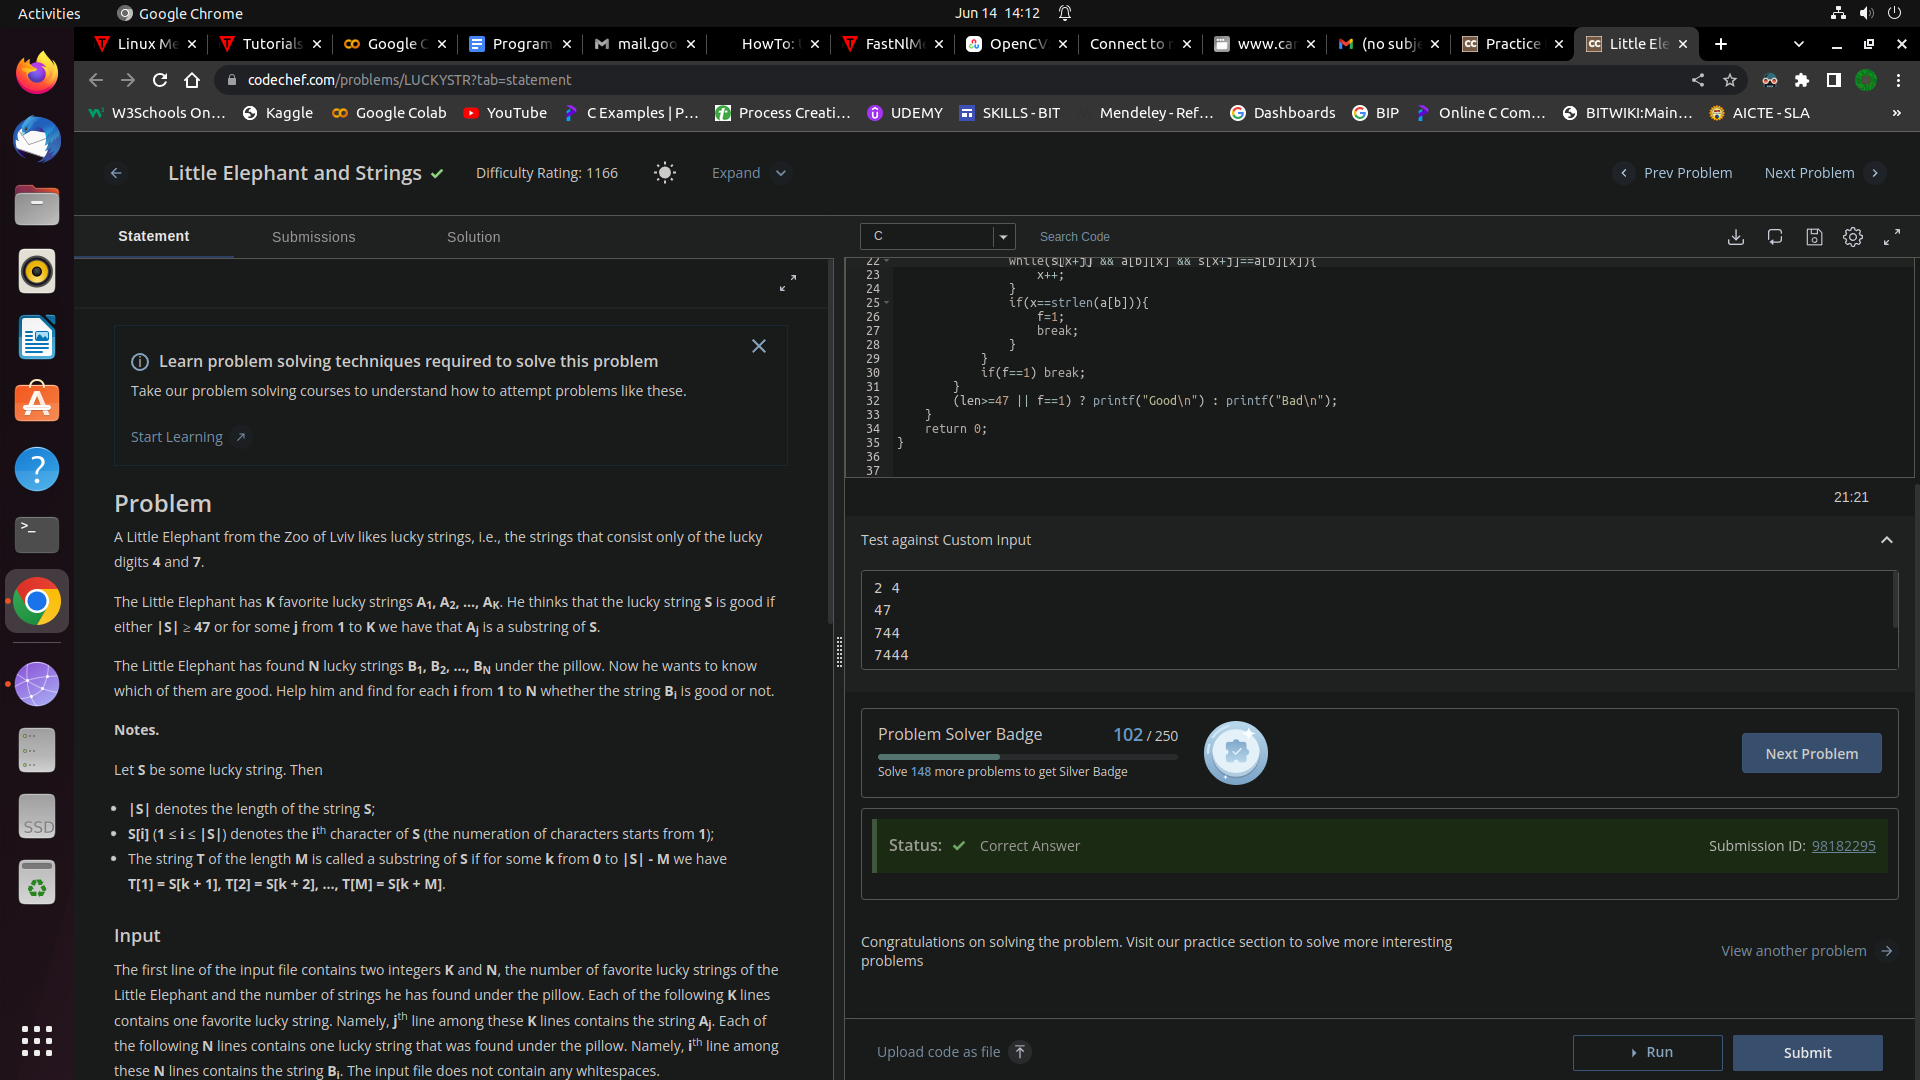 Activities
Google Chrome
Jun 14 14:12
Linux Me
Tutorials
Google C
Program
mail.goo
HowTo:
FastNlMe
OpenCV
Connect to r
www.car
(no subje
Practice
Little Ele
codechef.com/problems/LUCKYSTR?tab=statement
W3Schools On...
Kaggle
Google Colab
YouTube
C Examples | P...
Process Creati...
UDEMY
SKILLS - BIT
Mendeley - Ref...
Dashboards
BIP
Online C Com...
BITWIKI:Main...
AICTE - SLA
»
Little Elephant and Strings
Difficulty Rating: 1166
Expand
Prev Problem
Next Problem
Statement
Submissions
Solution
C
Search Code
Learn problem solving techniques required to solve this problem
Take our problem solving courses to understand how to attempt problems like these.
Start Learning
Problem
A Little Elephant from the Zoo of Lviv likes lucky strings, i.e., the strings that consist only of the lucky
digits 4 and 7.
The Little Elephant has K favorite lucky strings A1, A2, ..., AK. He thinks that the lucky string S is good if
either |S| ≥ 47 or for some j from 1 to K we have that Aj is a substring of S.
The Little Elephant has found N lucky strings B1, B2, ..., BN under the pillow. Now he wants to know
which of them are good. Help him and find for each i from 1 to N whether the string Bi is good or not.
Notes.
Let S be some lucky string. Then
• |S| denotes the length of the string S;
• S[i] (1 ≤ i ≤ |S|) denotes the ith character of S (the numeration of characters starts from 1);
• The string T of the length M is called a substring of S if for some k from 0 to |S| - M we have
T[1] = S[k + 1], T[2] = S[k + 2], ..., T[M] = S[k + M].
Input
The first line of the input file contains two integers K and N, the number of favorite lucky strings of the
Little Elephant and the number of strings he has found under the pillow. Each of the following K lines
contains one favorite lucky string. Namely, jth line among these K lines contains the string Aj. Each of
the following N lines contains one lucky string that was found under the pillow. Namely, ith line among
these N lines contains the string Bi. The input file does not contain any whitespaces.
22 while(s[x+j] && a[b][x] && s[x+j]==a[b][x]){
23 x++;
24 }
25 if(x==strlen(a[b])){
26 f=1;
27 break;
28 }
29 }
30 if(f==1) break;
31 }
32 (len>=47 || f==1) ? printf("Good\n") : printf("Bad\n");
33 }
34 return 0;
35 }
36
37
21:21
Test against Custom Input
2 4
47
744
7444
Problem Solver Badge
102 / 250
Solve 148 more problems to get Silver Badge
Next Problem
Status:
Correct Answer
Submission ID: 98182295
Congratulations on solving the problem. Visit our practice section to solve more interesting
problems
View another problem
Upload code as file
Run
Submit
SSD